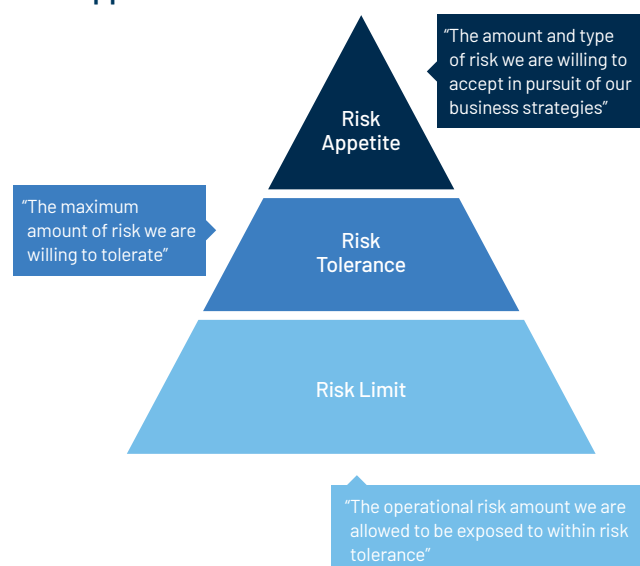 "The amount and type
of risk we are willing to
accept in pursuit of our
business strategies"
Risk
Appetite
"The maximum
amount of risk we are
willing to tolerate"
Risk
Tolerance
Risk Limit
"The operational risk amount we are
allowed to be exposed to within risk
tolerance"